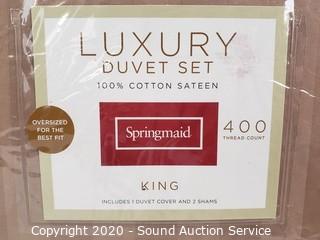 LUXURY
DUVET SET
100% COTTON SATEEN
OVERSIZED
FOR THE
BEST FIT
Springmaid
400
THREAD COUNT
KING
INCLUDES 1 DUVET COVER AND 2 SHAMS
Copyright 2020 - Sound Auction Service